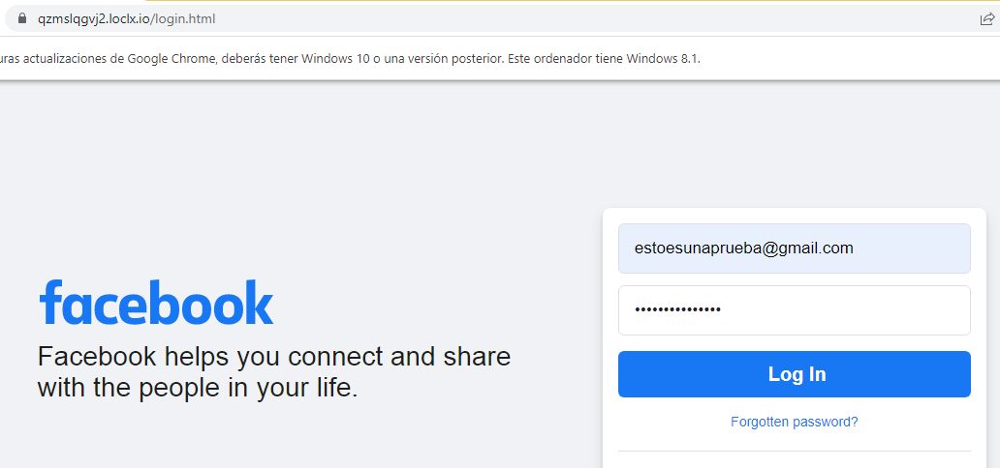 qzmslqgvj2.loclx.io/login.html
uras actualizaciones de Google Chrome, deberás tener Windows 10 o una versión posterior. Este ordenador tiene Windows 8.1.
facebook
Facebook helps you connect and share
with the people in your life.
estoesunaprueba@gmail.com
•••••••••••••••
Log In
Forgotten password?